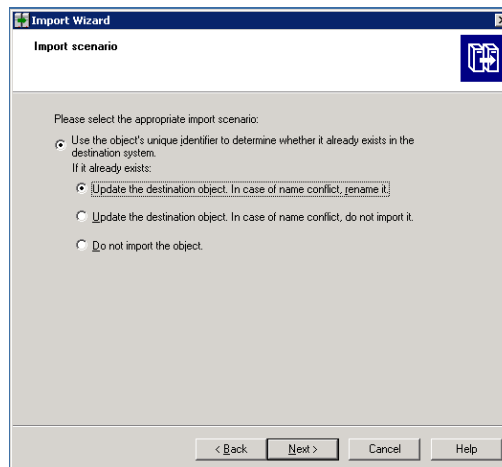 Import Wizard
Import scenario
Please select the appropriate import scenario:
Use the object's unique identifier to determine whether it already exists in the
destination system.
If it already exists:
Update the destination object. In case of name conflict, rename it.
Update the destination object. In case of name conflict, do not import it.
Do not import the object.
< Back
Next >
Cancel
Help